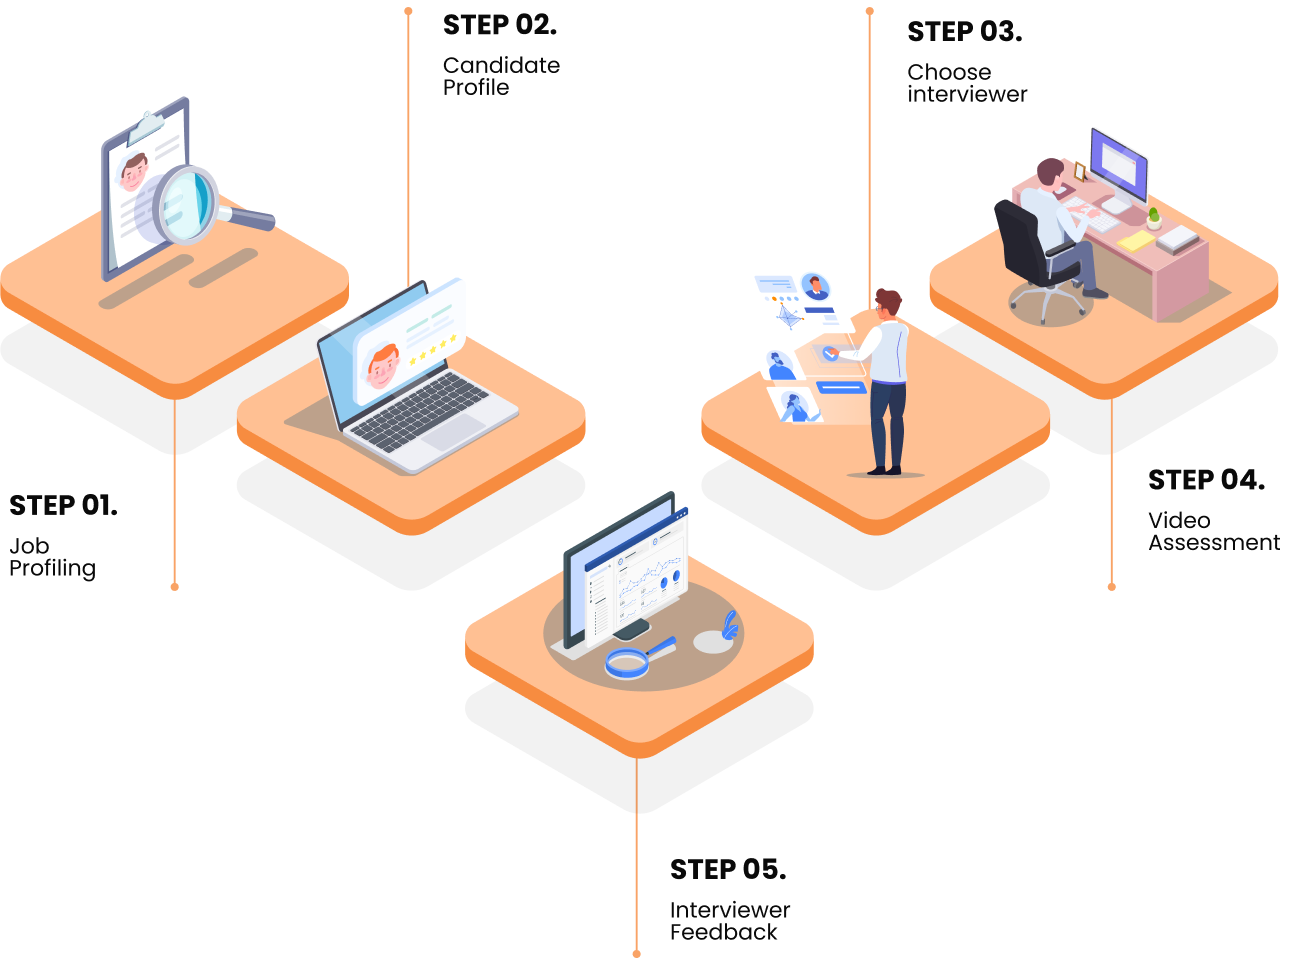 STEP 01.
Job
Profiling
STEP 02.
Candidate
Profile
STEP 03.
Choose
interviewer
STEP 04.
Video
Assessment
STEP 05.
Interviewer
Feedback